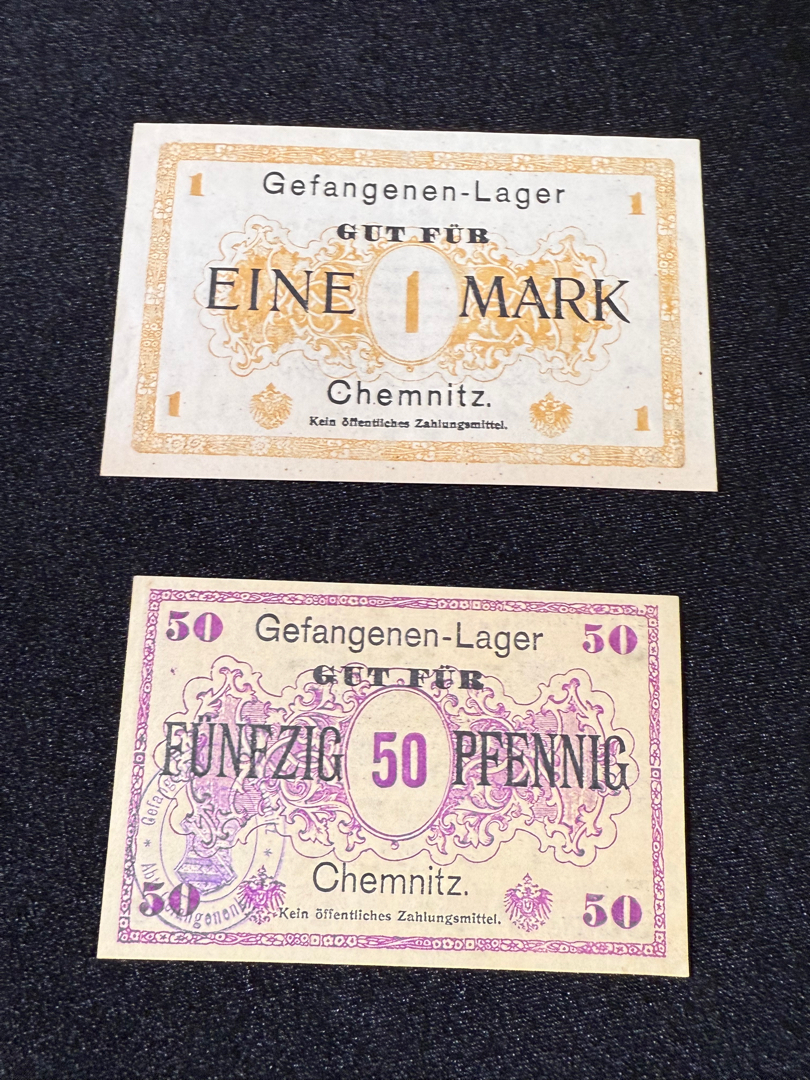 1 Gefangenen-Lager 1
GUT FÜR
EINE 1 MARK
Chemnitz.
1 1
Kein öffentliches Zahlungsmittel.
50 Gefangenen-Lager 50
GUT FÜR
FÜNFZIG 50 PFENNIG
Chemnitz.
50 50
Kein öffentliches Zahlungsmittel.